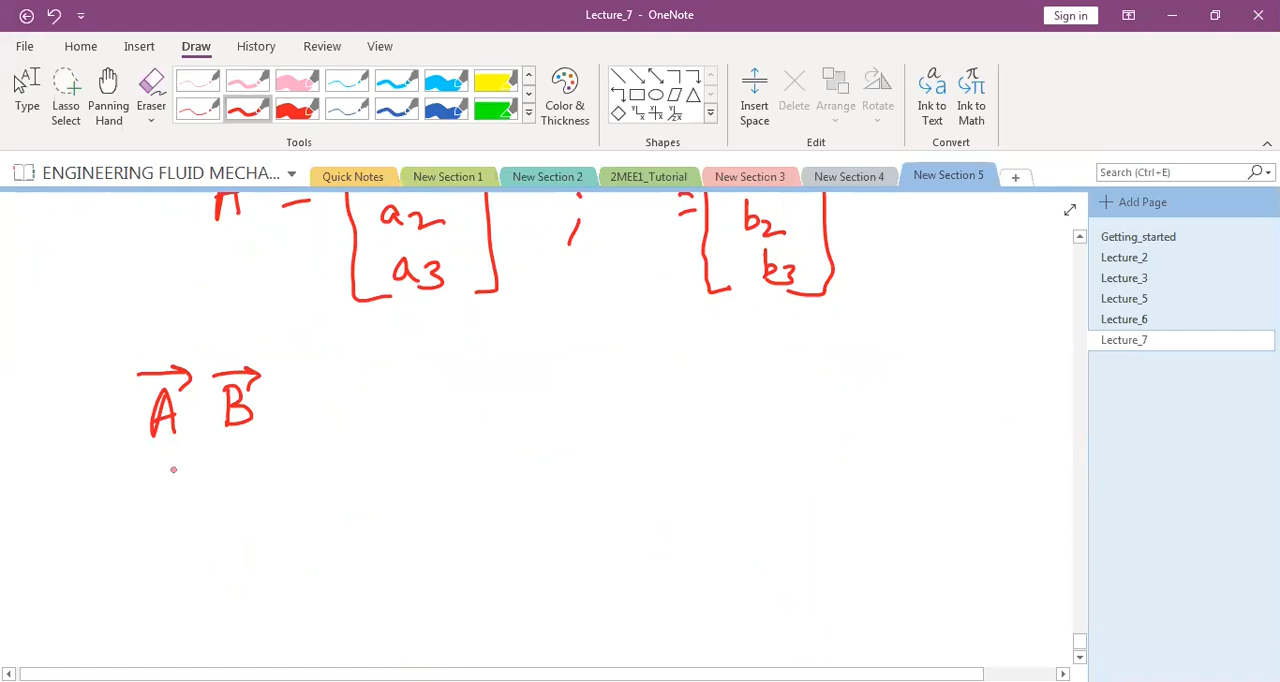 Lecture_7 - OneNote
Sign in
File Home Insert Draw History Review View
Type
Lasso Select
Panning Hand
Eraser
Color & Thickness
Insert Space
Delete
Arrange
Rotate
Ink to Text
Ink to Math
Tools
Shapes
Edit
Convert
ENGINEERING FLUID MECHA...
Quick Notes New Section 1 New Section 2 2MEE1_Tutorial New Section 3 New Section 4 New Section 5
Search (Ctrl+E)
Add Page
Getting_started
Lecture_2
Lecture_3
Lecture_5
Lecture_6
Lecture_7
A = [ a2 ; = [ b2
a3 ] b3 ]
A B